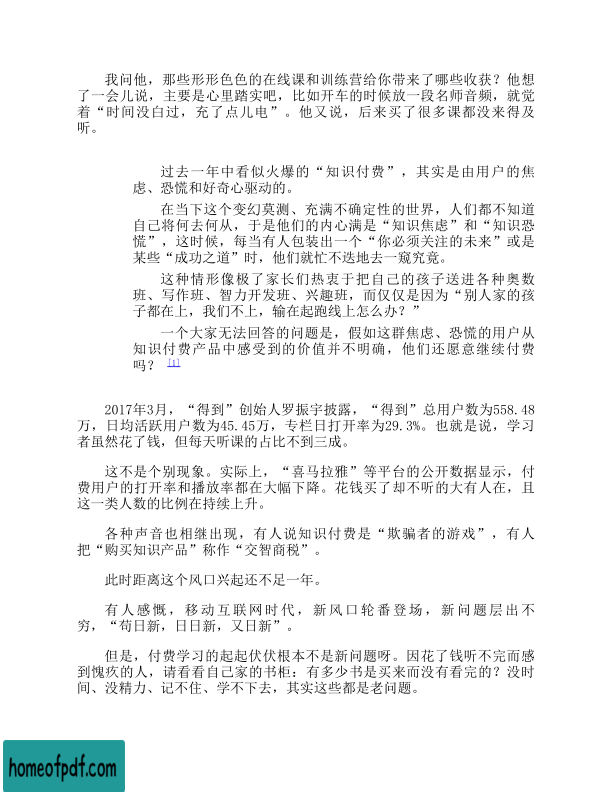 我问他，那些形形色色的在线课和训练营给你带来了哪些收获？他想
了一会儿说，主要是心里踏实吧，比如开车的时候放一段名师音频，就觉
着“时间没白过，充了点儿电”。他又说，后来买了很多课都没来得及
听。
过去一年中看似火爆的“知识付费”，其实是由用户的焦
虑、恐慌和好奇心驱动的。
在当下这个变幻莫测、充满不确定性的世界，人们都不知道
自己将何去何从，于是他们的内心满是“知识焦虑”和“知识恐
慌”，这时候，每当有人包装出一个“你必须关注的未来”或是
某些“成功之道”时，他们就忙不迭地去一窥究竟。
这种情形像极了家长们热衷于把自己的孩子送进各种奥数
班、写作班、智力开发班、兴趣班，而仅仅是因为“别人家的孩
子都在上，我们不上，输在起跑线上怎么办？”
一个大家无法回答的问题是，假如这群焦虑、恐慌的用户从
知识付费产品中感受到的价值并不明确，他们还愿意继续付费
吗？ [1]
2017年3月，“得到”创始人罗振宇披露，“得到”总用户数为558.48
万，日均活跃用户数为45.45万，专栏日打开率为29.3%。也就是说，学习
者虽然花了钱，但每天听课的占比不到三成。
这不是个别现象。实际上，“喜马拉雅”等平台的公开数据显示，付
费用户的打开率和播放率都在大幅下降。花钱买了却不听的大有人在，且
这一类人数的比例在持续上升。
各种声音也相继出现，有人说知识付费是“欺骗者的游戏”，有人
把“购买知识产品”称作“交智商税”。
此时距离这个风口兴起还不足一年。
有人感慨，移动互联网时代，新风口轮番登场，新问题层出不
穷，“苟日新，日日新，又日新”。
但是，付费学习的起起伏伏根本不是新问题呀。因花了钱听不完而感
到愧疚的人，请看看自己家的书柜：有多少书是买来而没有看完的？没时
间、没精力、记不住、学不下去，其实这些都是老问题。
homeofpdf.com